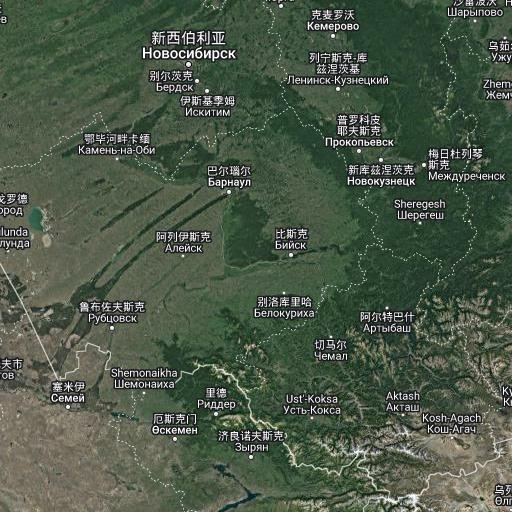 沙雷波沃
Шарыпово
克麦罗沃
Кемерово
新西伯利亚
Новосибирск
列宁斯克-库
兹涅茨基
Ленинск-Кузнецкий
别尔茨克
Бердск
伊斯基季姆
Искитим
普罗科皮
耶夫斯克
Прокопьевск
鄂毕河畔卡缅
Камень-на-Оби
梅日杜列琴
斯克
Междуреченск
新库兹涅茨克
Новокузнецк
巴尔瑙尔
Барнаул
Sheregesh
Шерегеш
阿列伊斯克
Алейск
比斯克
Бийск
别洛库里哈
Белокуриха
阿尔特巴什
Артыбаш
鲁布佐夫斯克
Рубцовск
切马尔
Чемал
Shemonaikha
Шемонаиха
塞米伊
Семей
里德
Риддер
Ust'-Koksa
Усть-Кокса
Aktash
Акташ
Kosh-Agach
Кош-Агач
厄斯克门
Өскемен
济良诺夫斯克
Зырян